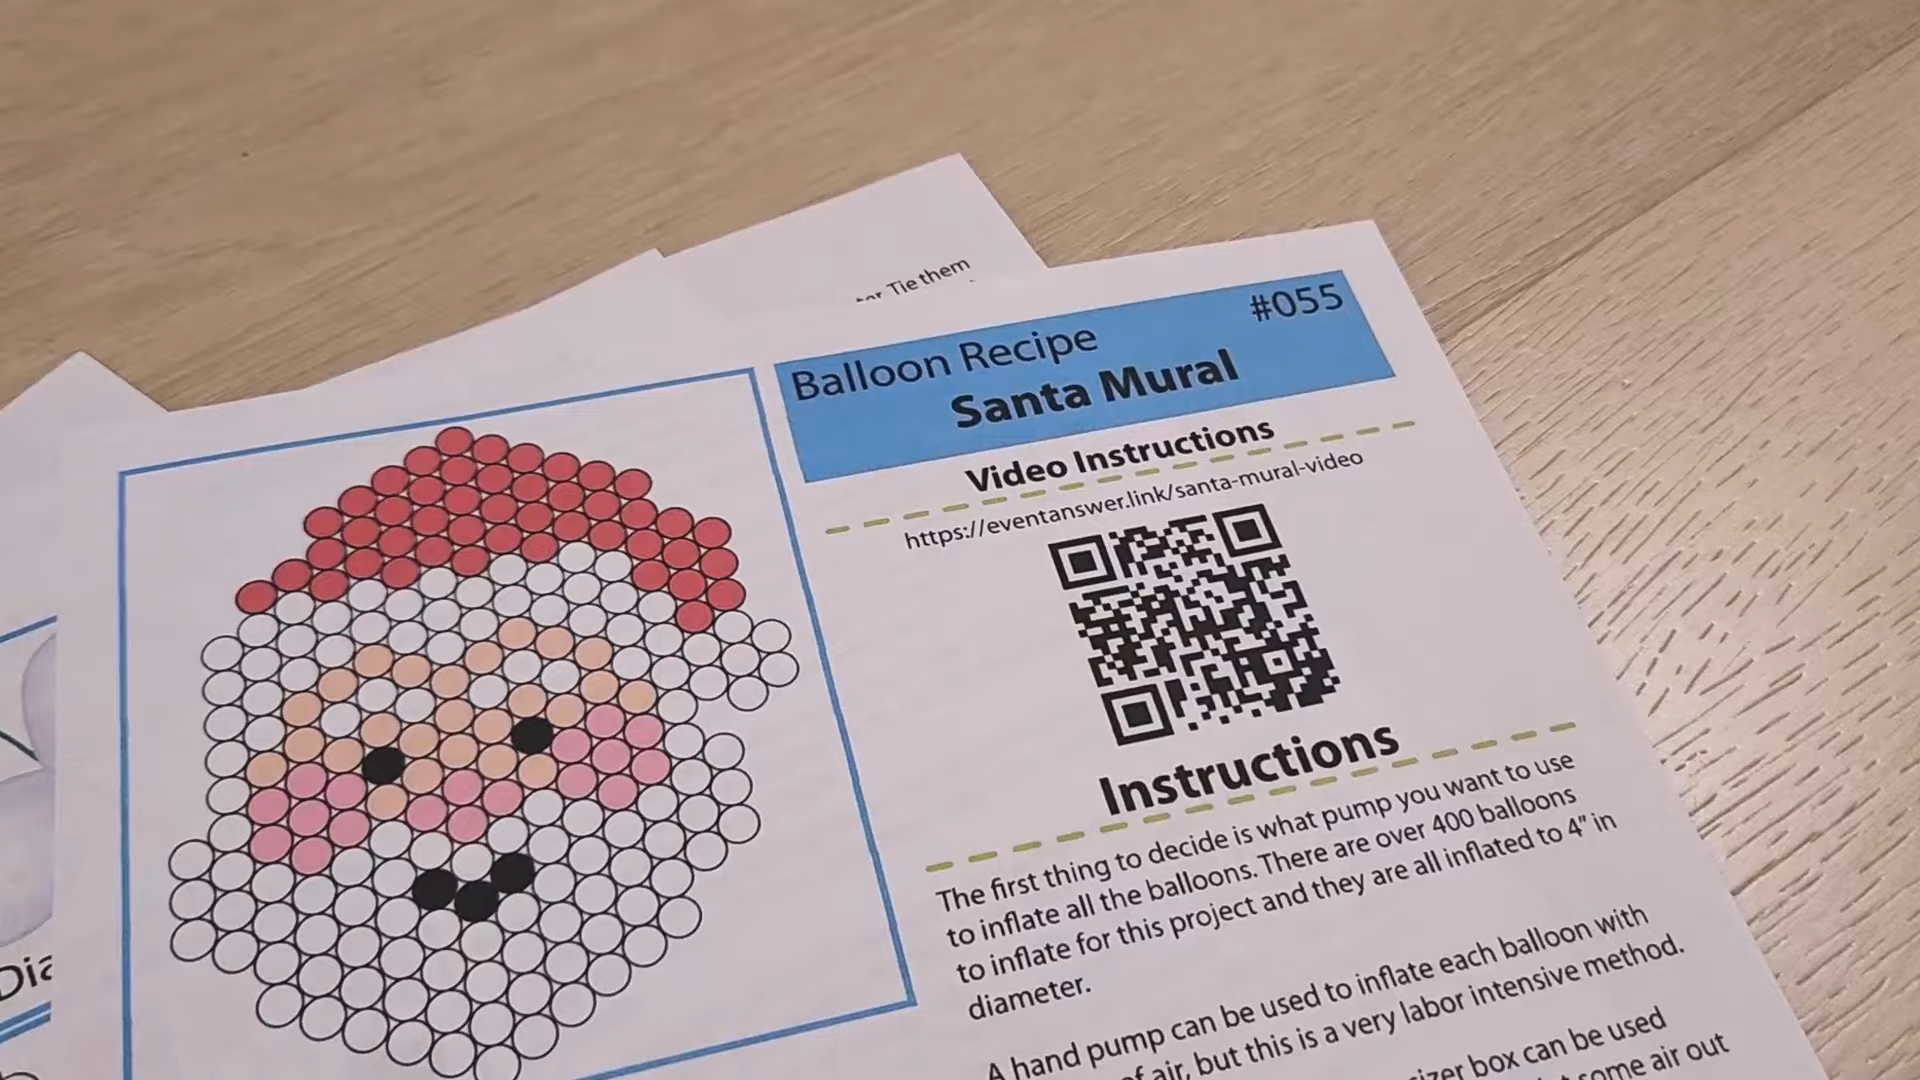 Tie them
#055
Balloon Recipe
Santa Mural
Video Instructions
https://eventanswer.link/santa-mural-video
Instructions
The first thing to decide is what pump you want to use
to inflate all the balloons. There are over 400 balloons
to inflate for this project and they are all inflated to 4" in
diameter.
A hand pump can be used to inflate each balloon with
of air, but this is a very labor intensive method.
box can be used
some air out